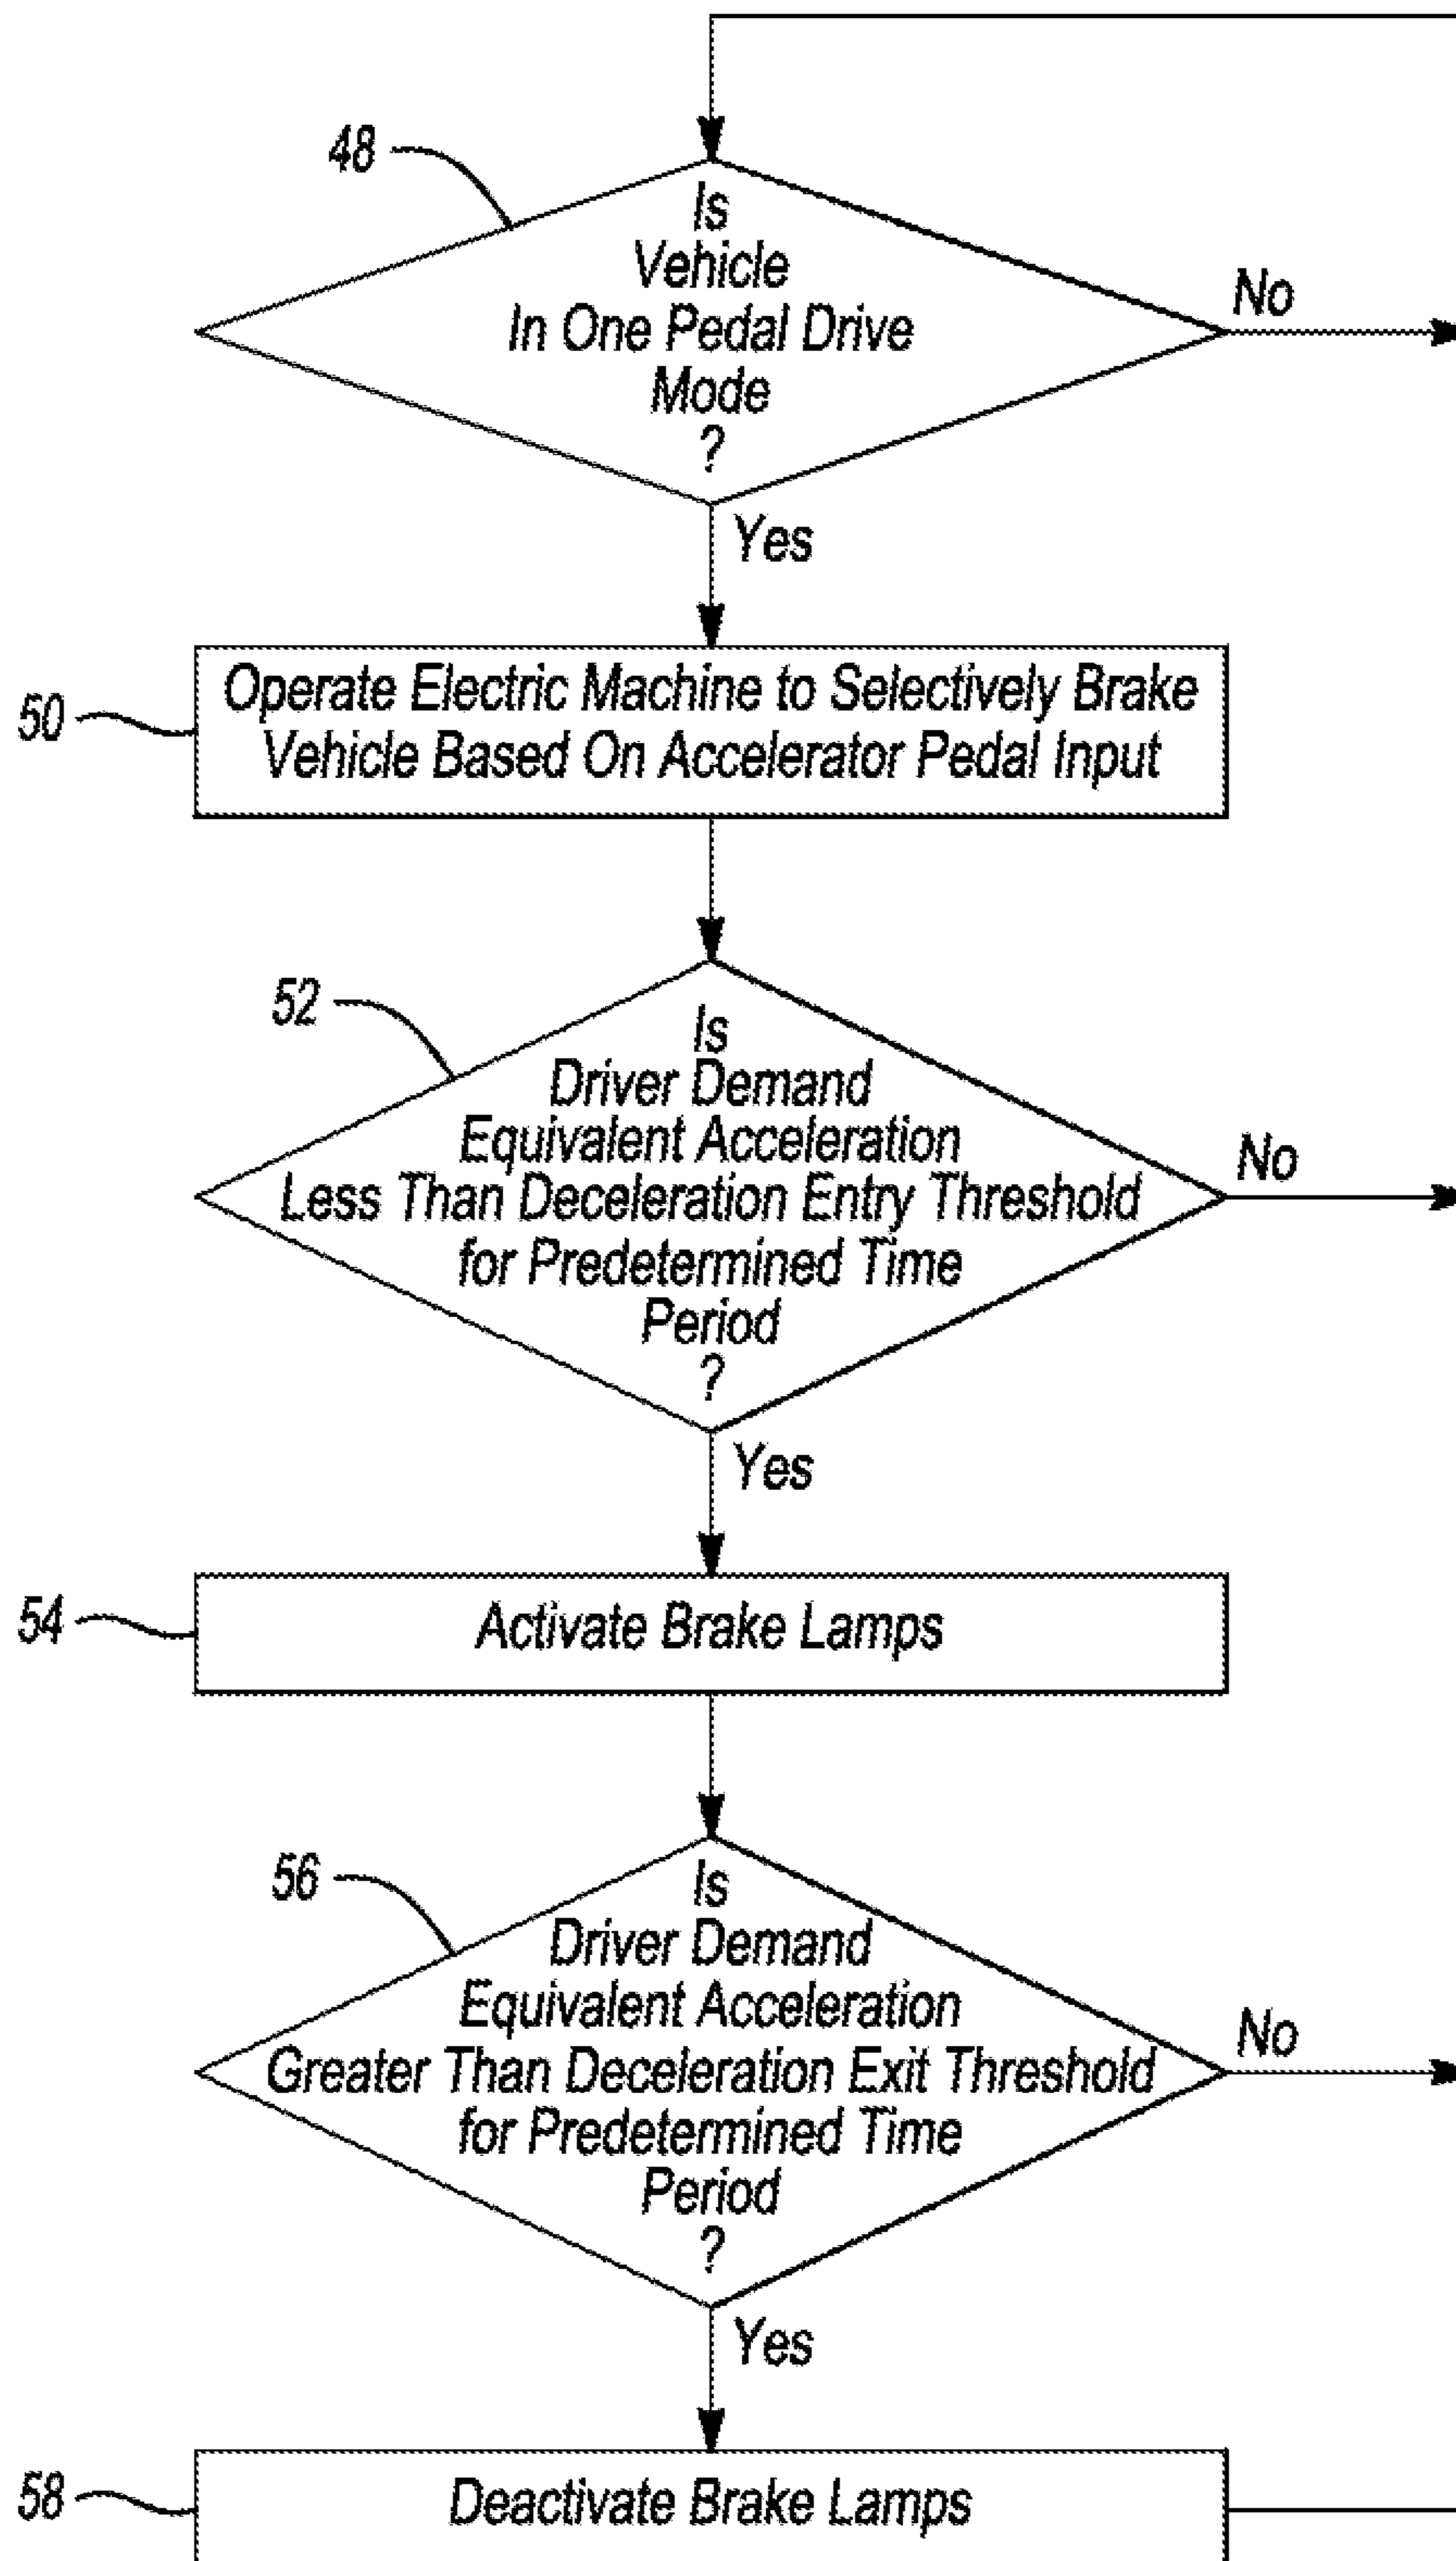 48
Is
Vehicle
In One Pedal Drive
Mode
?
No
Yes
50
Operate Electric Machine to Selectively Brake
Vehicle Based On Accelerator Pedal Input
52
Is
Driver Demand
Equivalent Acceleration
Less Than Deceleration Entry Threshold
for Predetermined Time
Period
?
No
Yes
54
Activate Brake Lamps
56
Is
Driver Demand
Equivalent Acceleration
Greater Than Deceleration Exit Threshold
for Predetermined Time
Period
?
No
Yes
58
Deactivate Brake Lamps